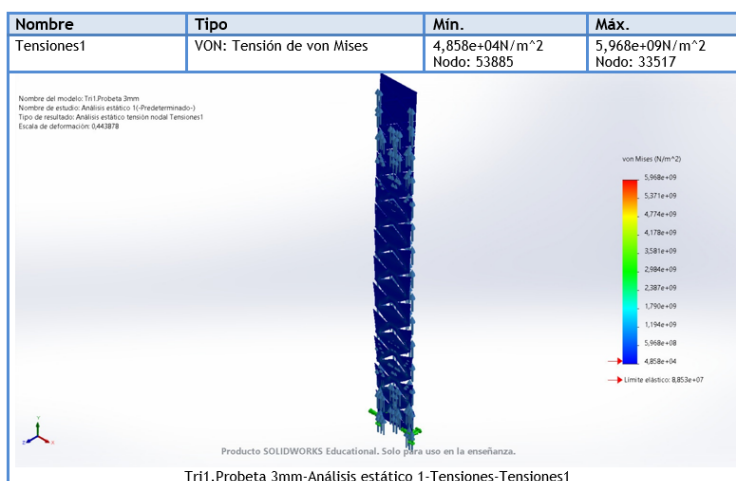 Nombre Tipo Mín. Máx.
Tensiones1 VON: Tensión de von Mises 4,858e+04N/m^2 5,968e+09N/m^2
Nodo: 53885 Nodo: 33517
Nombre del modelo: Tri1.Probeta 3mm
Nombre de estudio: Análisis estático 1(-Predeterminado-)
Tipo de resultado: Análisis estático tensión nodal Tensiones1
Escala de deformación: 0,443878
von Mises (N/m^2)
5,968e+09
5,371e+09
4,774e+09
4,178e+09
3,581e+09
2,984e+09
2,387e+09
1,790e+09
1,194e+09
5,968e+08
4,858e+04
Límite elástico: 8,853e+07
Y
Z
X
Producto SOLIDWORKS Educational. Solo para uso en la enseñanza.
Tri1.Probeta 3mm-Análisis estático 1-Tensiones-Tensiones1